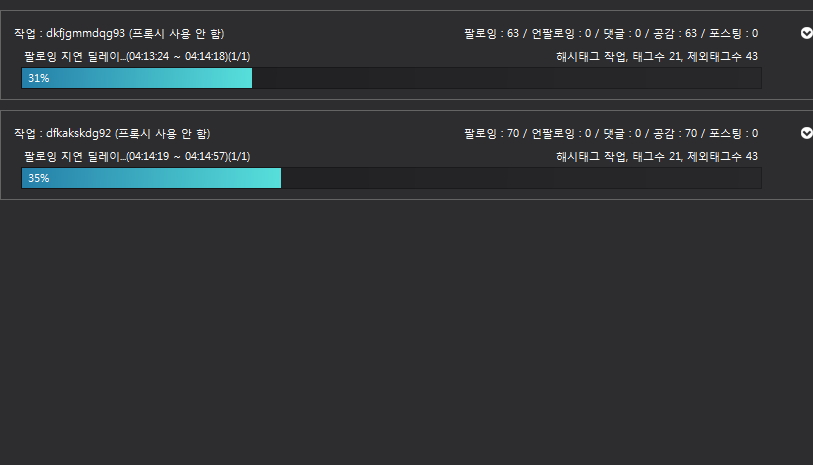 작업 : dkfjgmmdqg93 (프록시 사용 안 함) 팔로잉 : 63 / 언팔로잉 : 0 / 댓글 : 0 / 공감 : 63 / 포스팅 : 0
팔로잉 지연 딜레이...(04:13:24 ~ 04:14:18)(1/1) 해시태그 작업, 태그수 21, 제외태그수 43
31%
작업 : dfkakskdg92 (프록시 사용 안 함) 팔로잉 : 70 / 언팔로잉 : 0 / 댓글 : 0 / 공감 : 70 / 포스팅 : 0
팔로잉 지연 딜레이...(04:14:19 ~ 04:14:57)(1/1) 해시태그 작업, 태그수 21, 제외태그수 43
35%